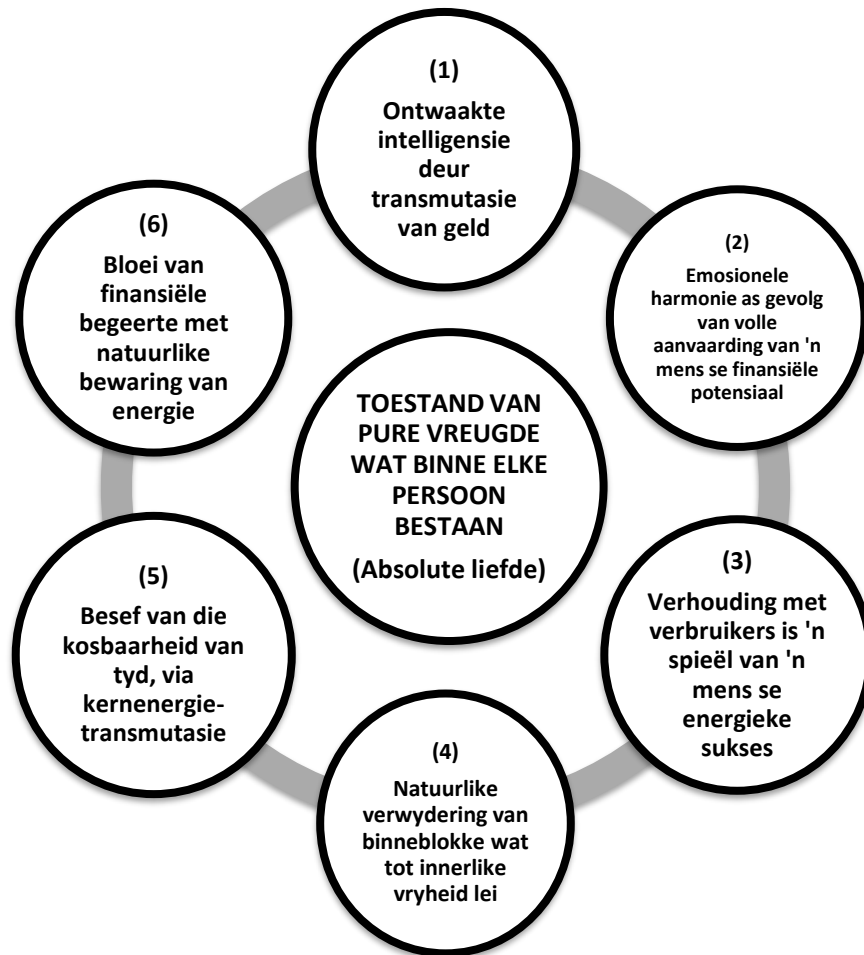 (1)
Ontwaakte
intelligensie
deur
transmutasie
van geld
(2)
Emosionele
harmonie as gevolg
van volle
aanvaarding van 'n
mens se finansiële
potensiaal
(3)
Verhouding met
verbruikers is 'n
spieël van 'n
mens se
energieke
sukses
(4)
Natuurlike
verwydering van
binneblokke wat
tot innerlike
vryheid lei
(5)
Besef van die
kosbaarheid van
tyd, via
kernenergie-
transmutasie
(6)
Bloei van
finansiële
begeerte met
natuurlike
bewaring van
energie
TOESTAND VAN
PURE VREUGDE
WAT BINNE ELKE
PERSOON
BESTAAN
(Absolute liefde)